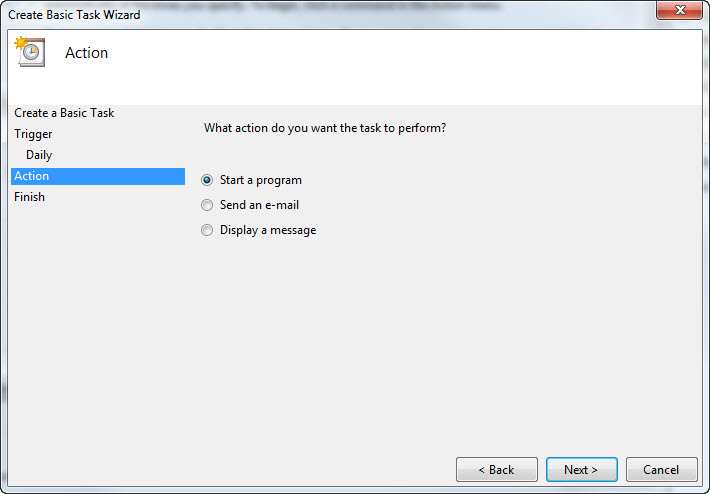 Create Basic Task Wizard
Action
Create a Basic Task
Trigger
Daily
Action
Finish
What action do you want the task to perform?
Start a program
Send an e-mail
Display a message
< Back
Next >
Cancel